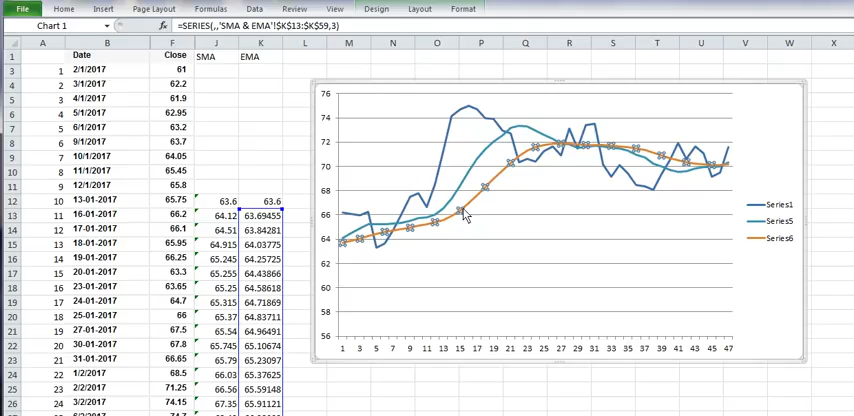 File Home Insert Page Layout Formulas Data Review View Design Layout Format
Chart 1 fx =SERIES(,,'SMA & EMA'!$K$13:$K$59,3)
A B F J K L M N O P Q R S T U V W X
1 Date Close SMA EMA
3 1 2/1/2017 61
4 2 3/1/2017 62.2
5 3 4/1/2017 61.9
6 4 5/1/2017 62.95
7 5 6/1/2017 63.2
8 6 9/1/2017 63.7
9 7 10/1/2017 64.05
10 8 11/1/2017 65.45
11 9 12/1/2017 65.8
12 10 13-01-2017 65.75 63.6 63.6
13 11 16-01-2017 66.2 64.12 63.69455
14 12 17-01-2017 66.1 64.51 63.84281
15 13 18-01-2017 65.95 64.915 64.03775
16 14 19-01-2017 66.25 65.245 64.25725
17 15 20-01-2017 63.3 65.255 64.43866
18 16 23-01-2017 63.65 65.25 64.58618
19 17 24-01-2017 64.7 65.315 64.71869
20 18 25-01-2017 66 65.37 64.83711
21 19 27-01-2017 67.5 65.54 64.96491
22 20 30-01-2017 67.8 65.745 65.10674
23 21 31-01-2017 66.65 65.79 65.23097
24 22 1/2/2017 68.5 66.03 65.37625
25 23 2/2/2017 71.25 66.56 65.59148
26 24 3/2/2017 74.15 67.35 65.91121
76
74
72
70
68
66
64
62
60
58
56
1 3 5 7 9 11 13 15 17 19 21 23 25 27 29 31 33 35 37 39 41 43 45 47
Series1
Series5
Series6